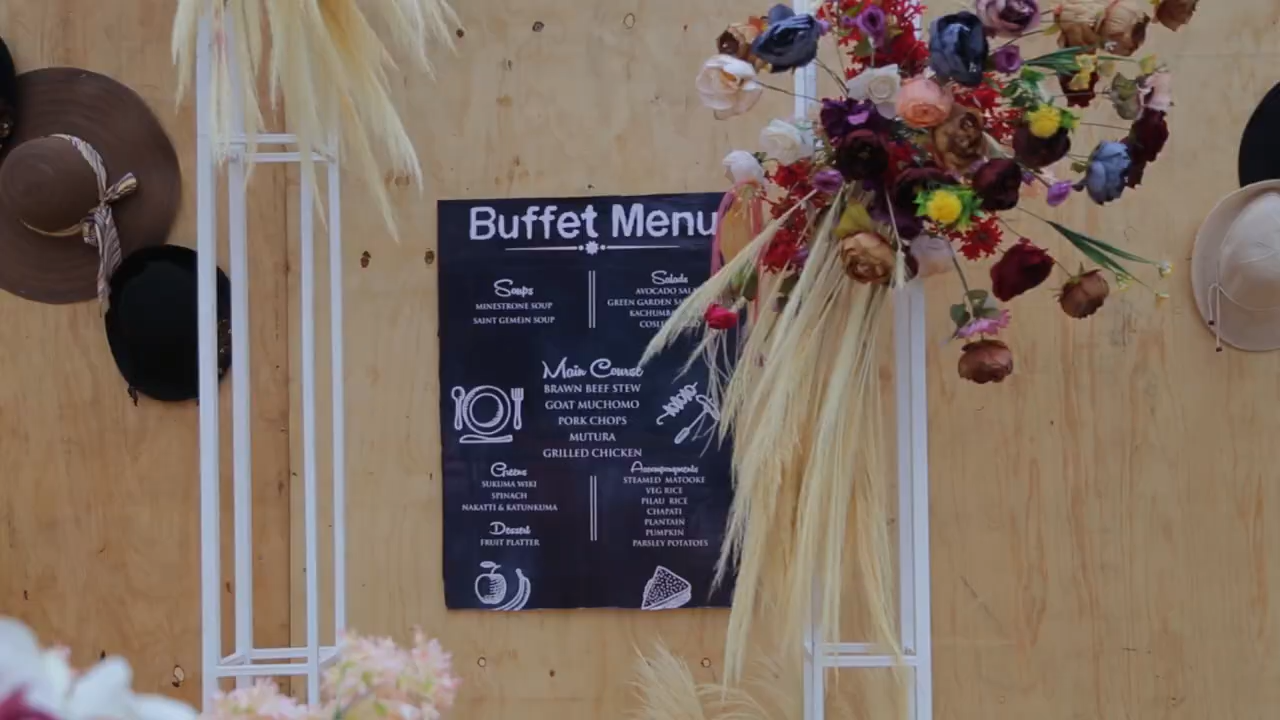 Buffet Menu
Soups
MINESTRONE SOUP
SAINT GEMEIN SOUP
Salads
AVOCADO
GREEN GARDEN
KACHUMBA
Main Course
BRAWN BEEF STEW
GOAT MUCHOMO
PORK CHOPS
MUTURA
GRILLED CHICKEN
Greens
SUKUMA WIKI
SPINACH
NAKATTI & KATUNKUMA
Dessert
FRUIT PLATTER
Accompanyments
STEAMED MATOOKE
VEG RICE
PILAU RICE
CHAPATI
PLANTAIN
PUMPKIN
PARSLEY POTATOES